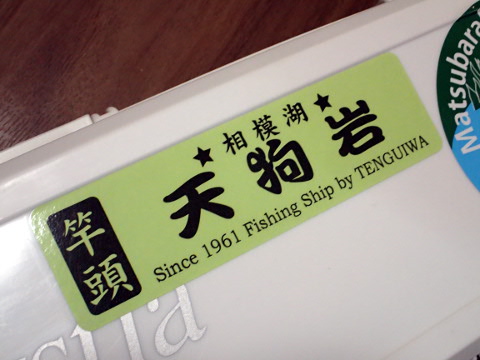 ★相模湖★
天狗岩
竿頭
Since 1961 Fishing Ship by TENGUIWA
Matsubara